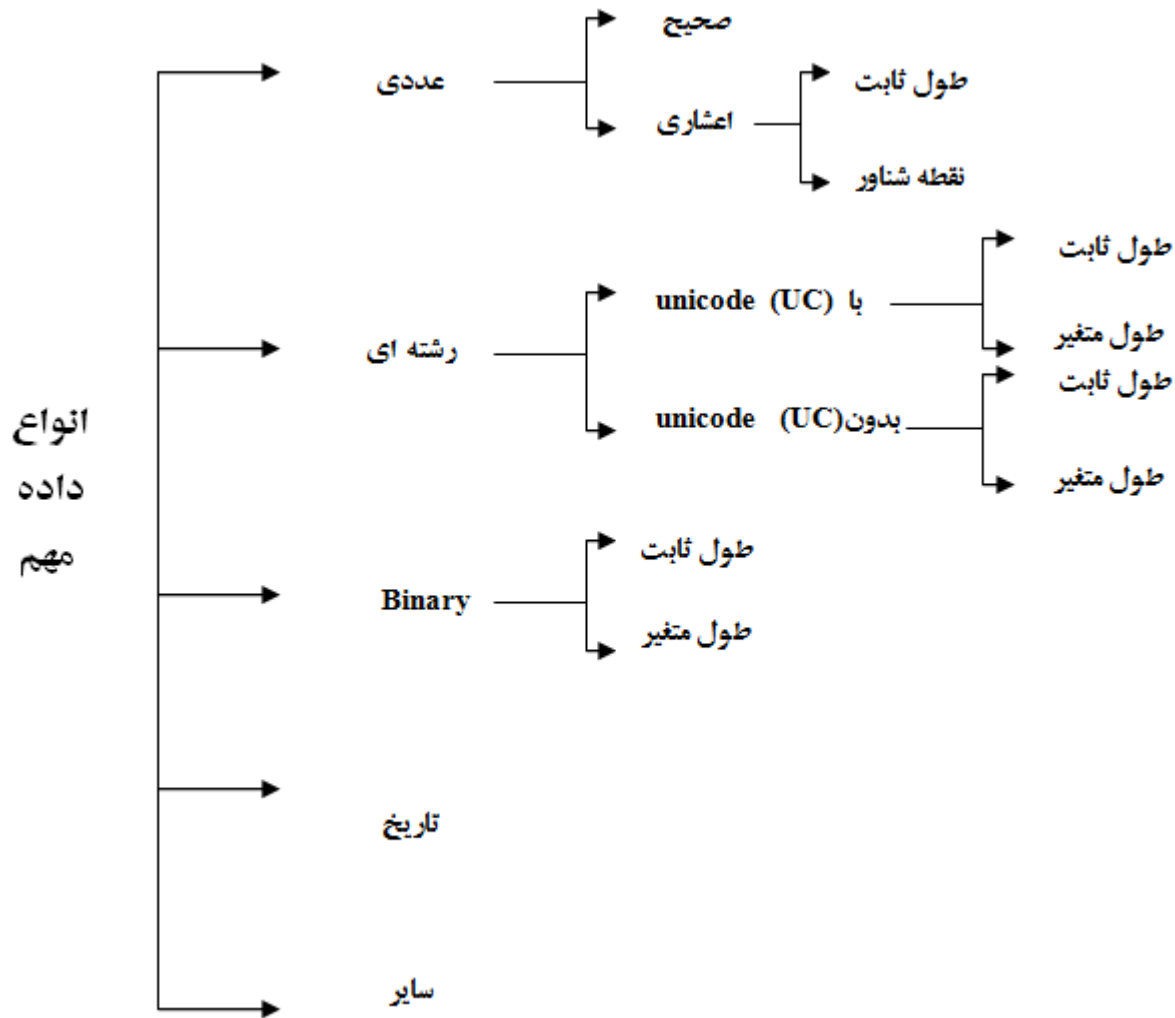 انواع
داده
مهم
عددی
صحیح
اعشاری
طول ثابت
نقطه شناور
رشته ای
با unicode (UC)
طول ثابت
طول متغیر
بدون unicode (UC)
طول ثابت
طول متغیر
Binary
طول ثابت
طول متغیر
تاریخ
سایر